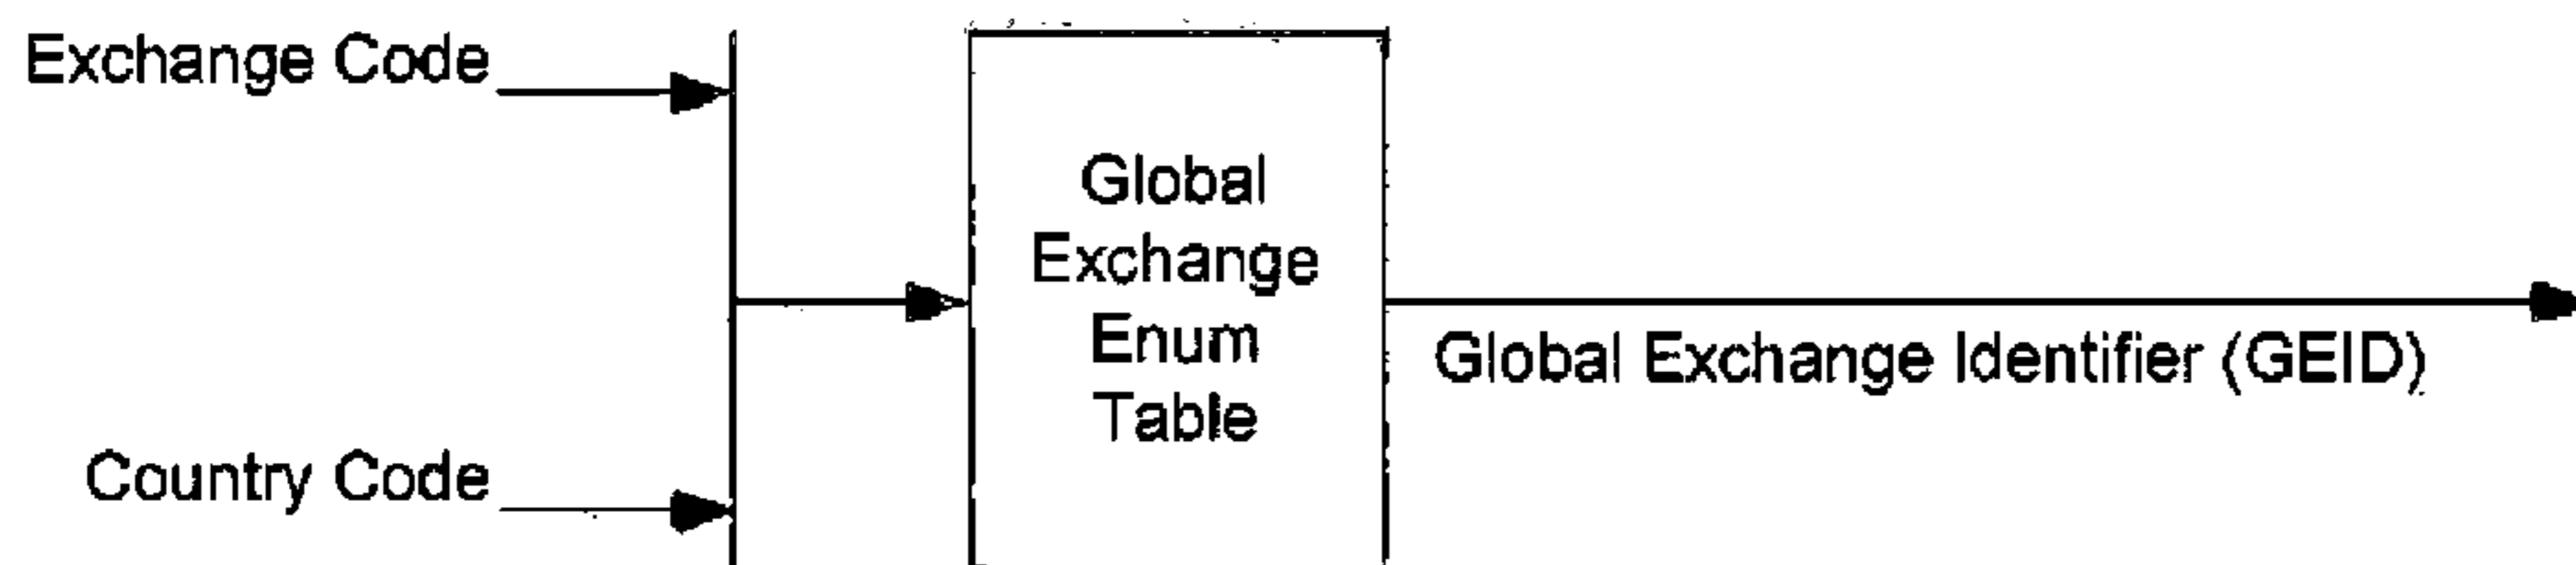 Exchange Code
Global
Exchange
Enum
Table
Global Exchange Identifier (GEID)
Country Code